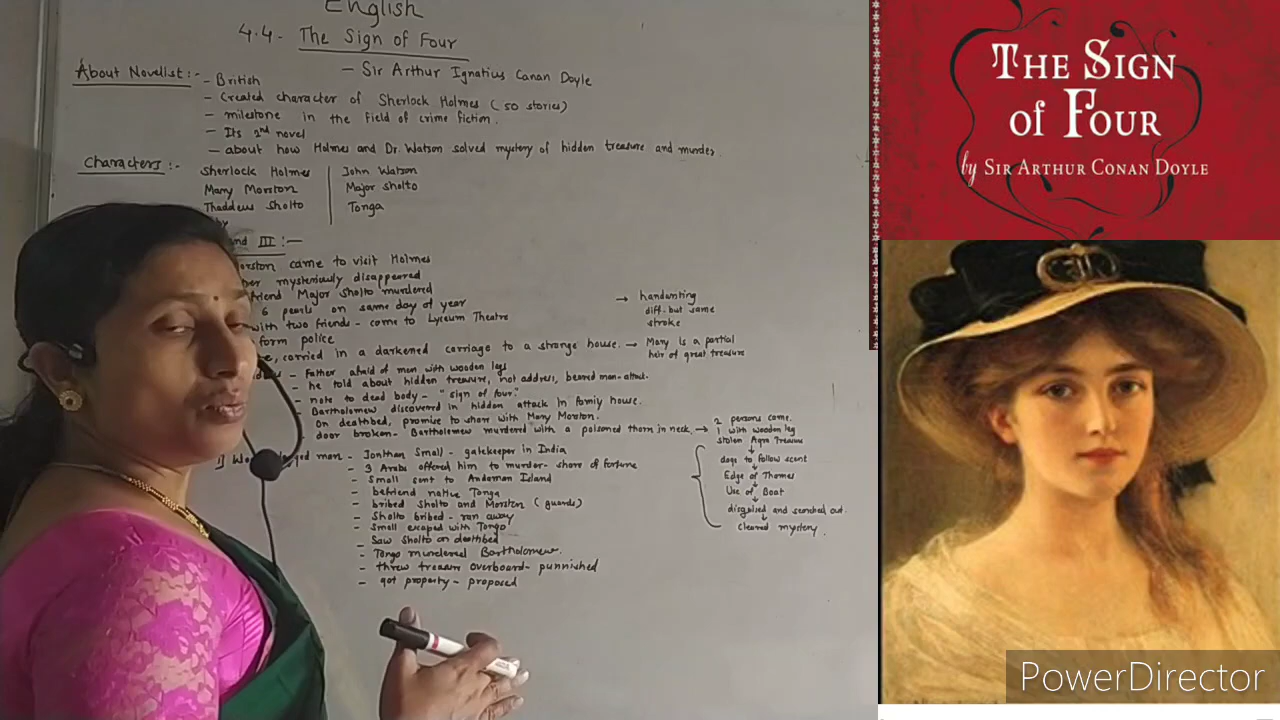 English
4.4- The Sign of Four
- Sir Arthur Ignatius Canan Doyle
About Novelist:-
- British
- Created character of Sherlock Holmes (50 stories)
- milestone in the field of crime fiction.
- Its 2nd novel
- about how Holmes and Dr. Watson solved mystery of hidden treasure and murder.
Characters:-
Sherlock Holmes | John Watson
Mary Morston | Major Sholto
Thaddeus Sholto | Tonga
and III :-
orston came to visit Holmes
her mysteriously disappeared
friend Major Sholto murdered
6 pearls on same day of year
with two friends - come to Lyceum Theatre
form police
→ handwriting
diff. but same
stroke
, carried in a darkened carriage to a strange house. → Mary is a partial
heir of great treasure
- Father afraid of men with wooden legs
- he told about hidden treasure, not address, beared man-attack.
- note to dead body - "sign of four."
- Bartholomew discovered in hidden attack in family house.
On deathbed, promise to share with Mary Morston.
door broken- Bartholomew murdered with a poisoned thorn in neck. →
2 persons came.
1 with wooden leg
stolen Agra Treasure
dogs to follow scent
Edge of Thames
Use of Boat
disguised and searched out.
cleared mystery.
man - Jonthan Small - gatekeeper in India
- 3 Arabs offered him to murder- share of fortune
- Small sent to Andaman Island
- befriend native Tonga
- bribed Sholto and Morston (guards)
- Sholto bribed - ran away
- Small escaped with Tonga
- Saw Sholto on deathbed
- Tonga murdered Bartholomew.
- threw treasure overboard- punnished
- got property - proposed
THE SIGN
OF FOUR
by SIR ARTHUR CONAN DOYLE
PowerDirector